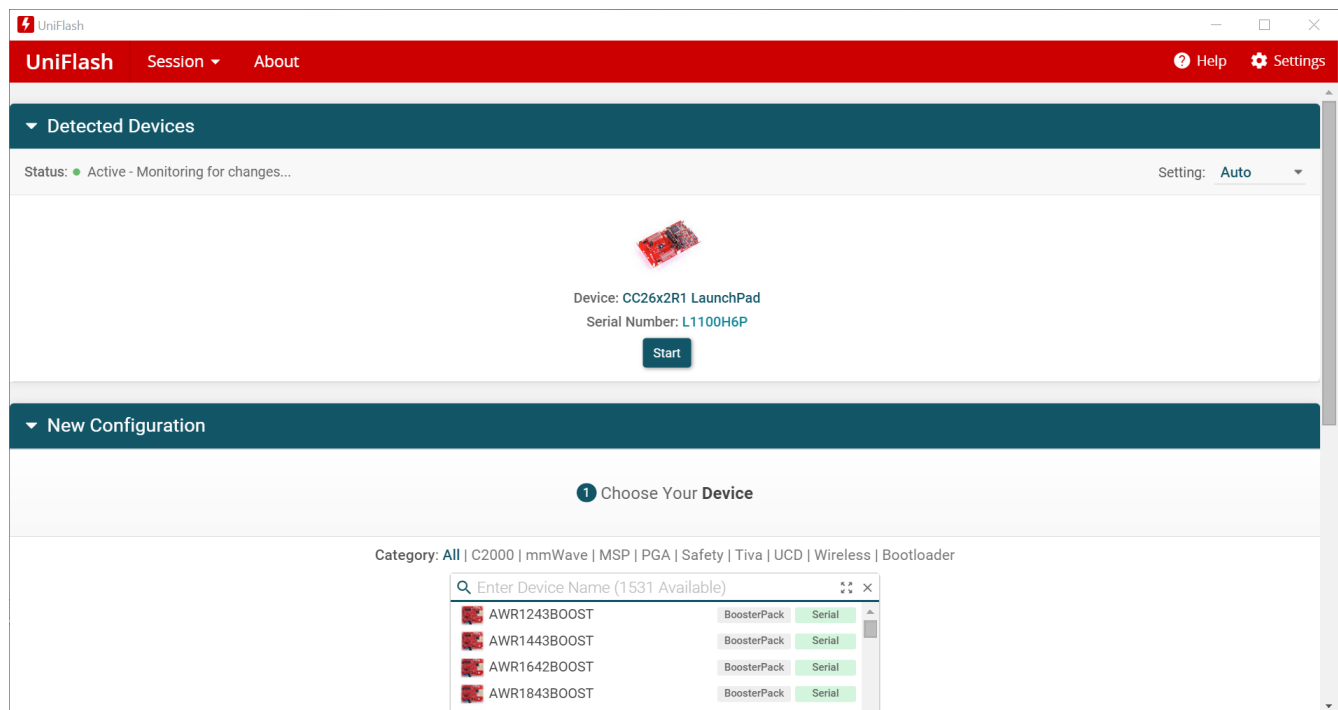 UniFlash
UniFlash Session About Help Settings
Detected Devices
Status: Active - Monitoring for changes... Setting: Auto
Device: CC26x2R1 LaunchPad
Serial Number: L1100H6P
Start
New Configuration
1 Choose Your Device
Category: All | C2000 | mmWave | MSP | PGA | Safety | Tiva | UCD | Wireless | Bootloader
Enter Device Name (1531 Available)
AWR1243BOOST BoosterPack Serial
AWR1443BOOST BoosterPack Serial
AWR1642BOOST BoosterPack Serial
AWR1843BOOST BoosterPack Serial